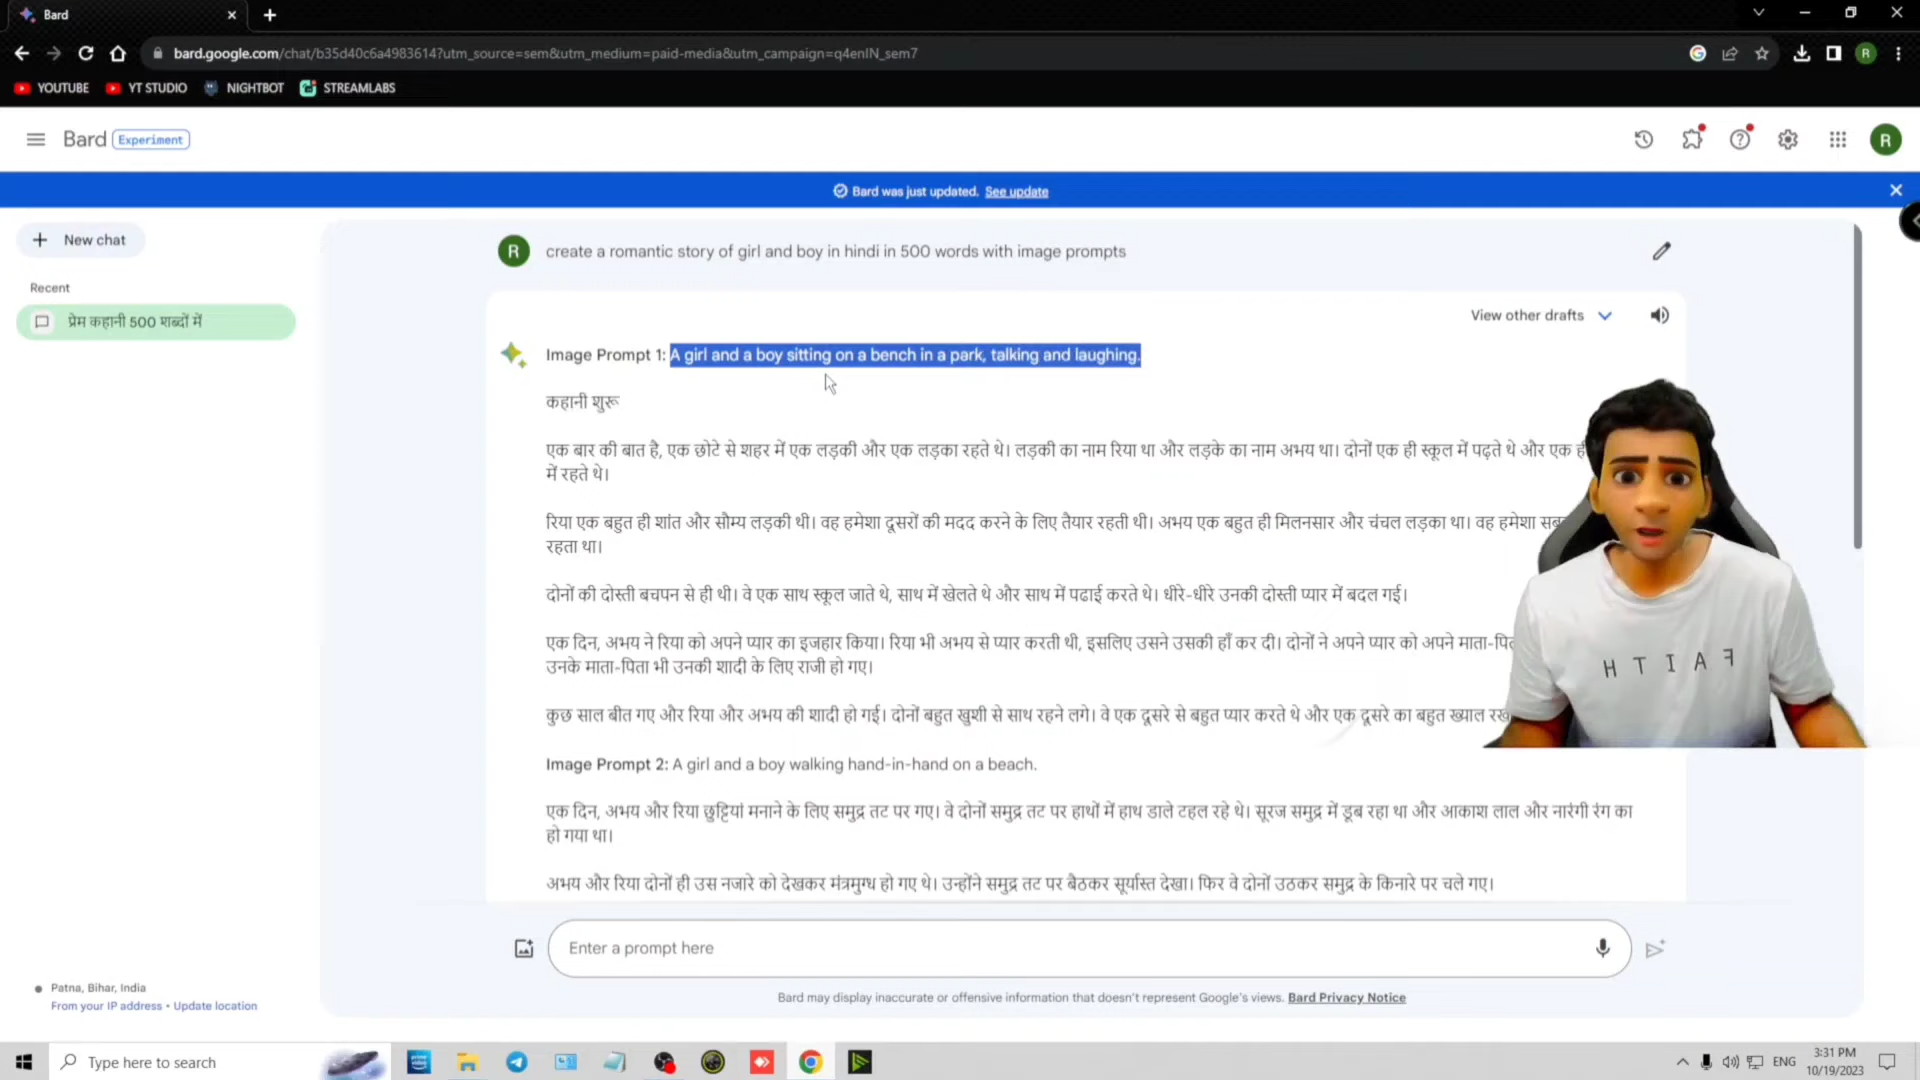 Bard
bard.google.com/chat/b35d40c6a4983614?utm_source=sem&utm_medium=paid-media&utm_campaign=q4enIN_sem7
R
YOUTUBE
YT STUDIO
NIGHTBOT
STREAMLABS
Bard Experiment
R
Bard was just updated. See update
New chat
R
create a romantic story of girl and boy in hindi in 500 words with image prompts
Recent
प्रेम कहानी 500 शब्दों में
View other drafts
Image Prompt 1: A girl and a boy sitting on a bench in a park, talking and laughing.
कहानी शुरू
एक बार की बात है, एक छोटे से शहर में एक लड़की और एक लड़का रहते थे। लड़की का नाम रिया था और लड़के का नाम अभय था। दोनों एक ही स्कूल में पढ़ते थे और एक ही
में रहते थे।
रिया एक बहुत ही शांत और सौम्य लड़की थी। वह हमेशा दूसरों की मदद करने के लिए तैयार रहती थी। अभय एक बहुत ही मिलनसार और चंचल लड़का था। वह हमेशा
रहता था।
दोनों की दोस्ती बचपन से ही थी। वे एक साथ स्कूल जाते थे, साथ में खेलते थे और साथ में पढाई करते थे। धीरे-धीरे उनकी दोस्ती प्यार में बदल गई।
एक दिन, अभय ने रिया को अपने प्यार का इजहार किया। रिया भी अभय से प्यार करती थी, इसलिए उसने उसकी हाँ कर दी। दोनों ने अपने प्यार को अपने
उनके माता-पिता भी उनकी शादी के लिए राजी हो गए।
कुछ साल बीत गए और रिया और अभय की शादी हो गई। दोनों बहुत खुशी से साथ रहने लगे। वे एक दूसरे से बहुत प्यार करते थे और एक दूसरे का बहुत ख्याल
FAITH
Image Prompt 2: A girl and a boy walking hand-in-hand on a beach.
एक दिन, अभय और रिया छुट्टियां मनाने के लिए समुद्र तट पर गए। वे दोनों समुद्र तट पर हाथों में हाथ डाले टहल रहे थे। सूरज समुद्र में डूब रहा था और आकाश लाल और नारंगी रंग का
हो गया था।
अभय और रिया दोनों ही उस नजारे को देखकर मंत्रमुग्ध हो गए थे। उन्होंने समुद्र तट पर बैठकर सूर्यास्त देखा। फिर वे दोनों उठकर समुद्र के किनारे पर चले गए।
Enter a prompt here
Patna, Bihar, India
From your IP address • Update location
Bard may display inaccurate or offensive information that doesn't represent Google's views. Bard Privacy Notice
Type here to search
prime video
ENG
3:31 PM
10/19/2023